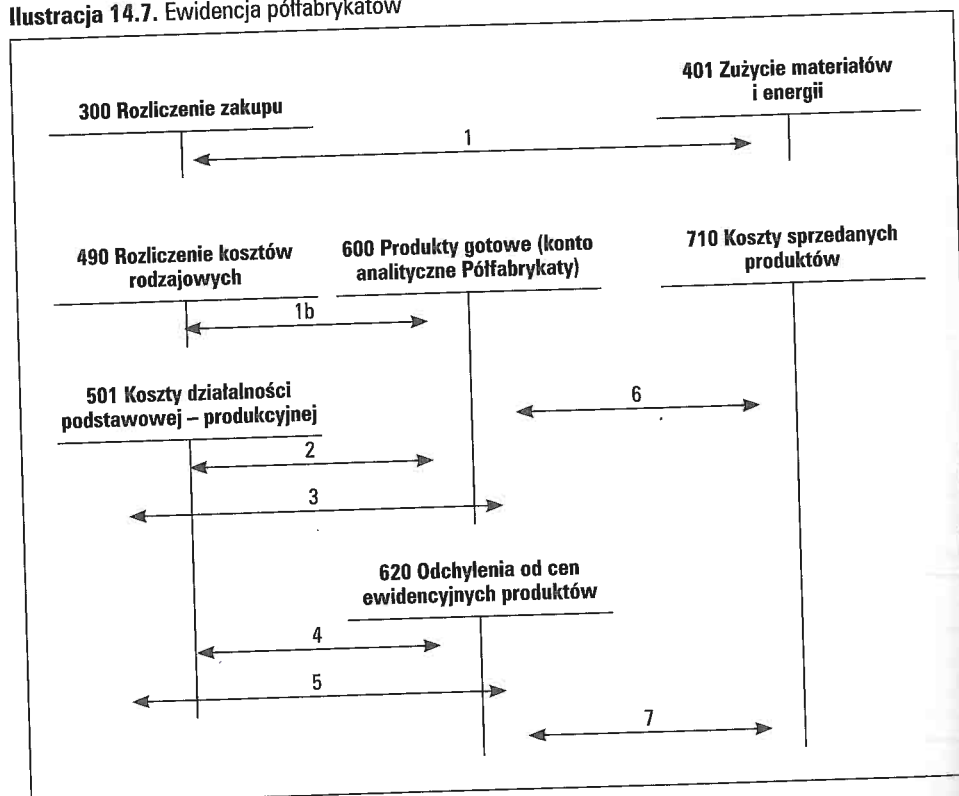 Ilustracja 14.7. Ewidencja półfabrykatów
300 Rozliczenie zakupu
401 Zużycie materiałów
i energii
1
490 Rozliczenie kosztów
rodzajowych
600 Produkty gotowe (konto
analityczne Półfabrykaty)
710 Koszty sprzedanych
produktów
1b
501 Koszty działalności
podstawowej – produkcyjnej
6
2
3
620 Odchylenia od cen
ewidencyjnych produktów
4
5
7